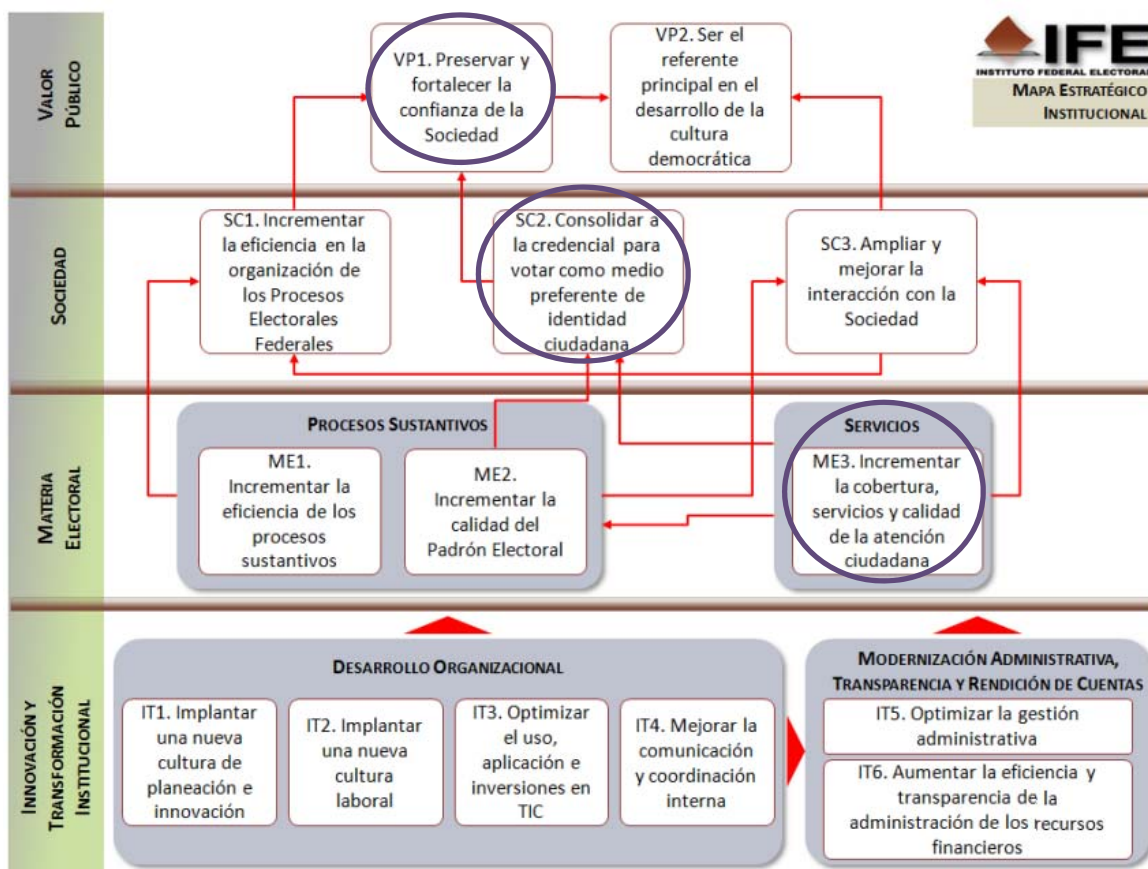 IFE
INSTITUTO FEDERAL ELECTORAL
MAPA ESTRATÉGICO
INSTITUCIONAL
VALOR
PÚBLICO
VP1. Preservar y
fortalecer la
confianza de la
Sociedad
VP2. Ser el
referente
principal en el
desarrollo de la
cultura
democrática
SOCIEDAD
SC1. Incrementar
la eficiencia en la
organización de
los Procesos
Electorales
Federales
SC2. Consolidar a
la credencial para
votar como medio
preferente de
identidad
ciudadana
SC3. Ampliar y
mejorar la
interacción con la
Sociedad
MATERIA
ELECTORAL
PROCESOS SUSTANTIVOS
ME1.
Incrementar la
eficiencia de los
procesos
sustantivos
ME2.
Incrementar la
calidad del
Padrón Electoral
SERVICIOS
ME3. Incrementar
la cobertura,
servicios y calidad
de la atención
ciudadana
INNOVACIÓN Y
TRANSFORMACIÓN
INSTITUCIONAL
DESARROLLO ORGANIZACIONAL
IT1. Implantar
una nueva
cultura de
planeación e
innovación
IT2. Implantar
una nueva
cultura
laboral
IT3. Optimizar
el uso,
aplicación e
inversiones en
TIC
IT4. Mejorar la
comunicación
y coordinación
interna
MODERNIZACIÓN ADMINISTRATIVA,
TRANSPARENCIA Y RENDICIÓN DE CUENTAS
IT5. Optimizar la gestión
administrativa
IT6. Aumentar la eficiencia y
transparencia de la
administración de los recursos
financieros